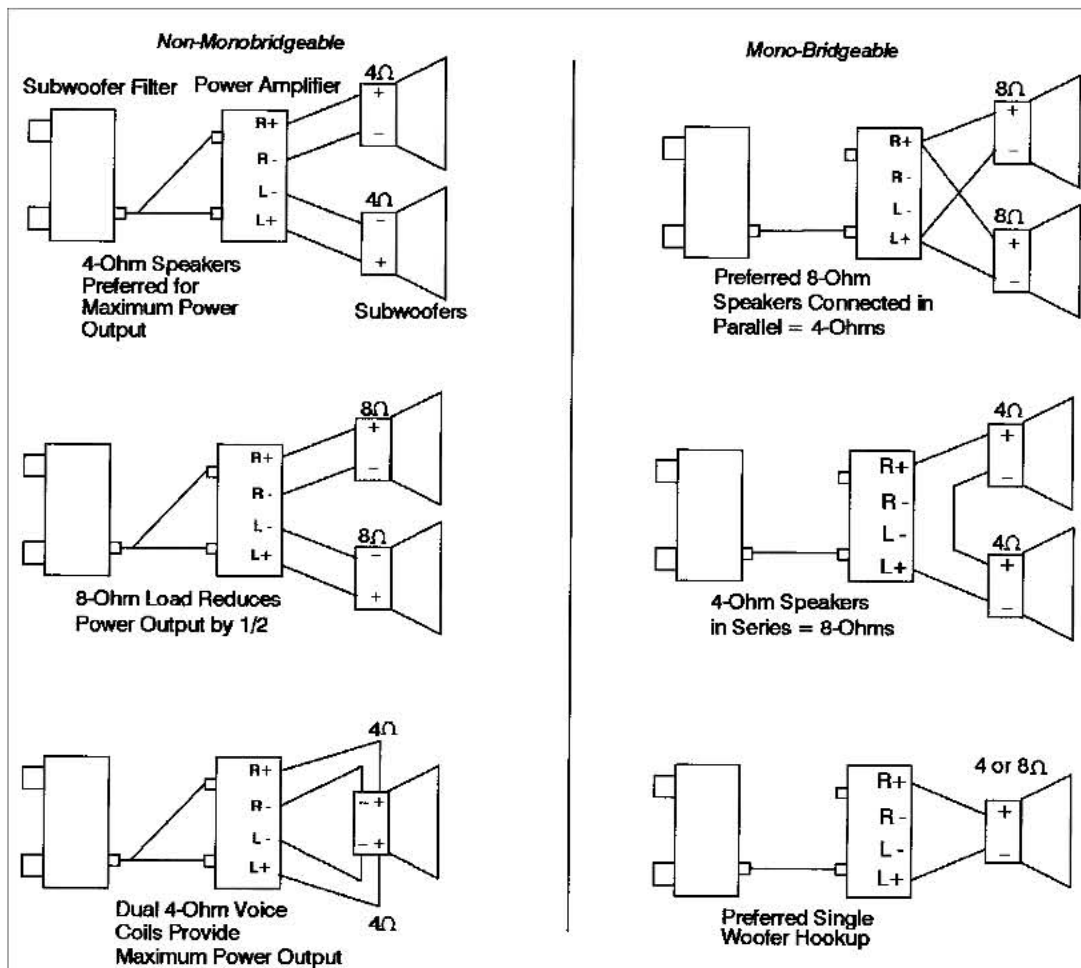 Non-Monobridgeable
Subwoofer Filter
Power Amplifier
4Ω
+
−
R+
R -
L -
L+
4Ω
−
+
4-Ohm Speakers
Preferred for
Maximum Power
Output
Subwoofers
8Ω
+
−
R+
R -
L -
L+
8Ω
−
+
8-Ohm Load Reduces
Power Output by 1/2
4Ω
R+
R -
L -
L+
− +
− +
4Ω
Dual 4-Ohm Voice
Coils Provide
Maximum Power Output
Mono-Bridgeable
8Ω
+
−
R+
R -
L -
L+
8Ω
+
−
Preferred 8-Ohm
Speakers Connected in
Parallel = 4-Ohms
4Ω
+
−
R+
R -
L -
L+
4Ω
+
−
4-Ohm Speakers
in Series = 8-Ohms
4 or 8Ω
R+
R -
L -
L+
+
−
Preferred Single
Woofer Hookup